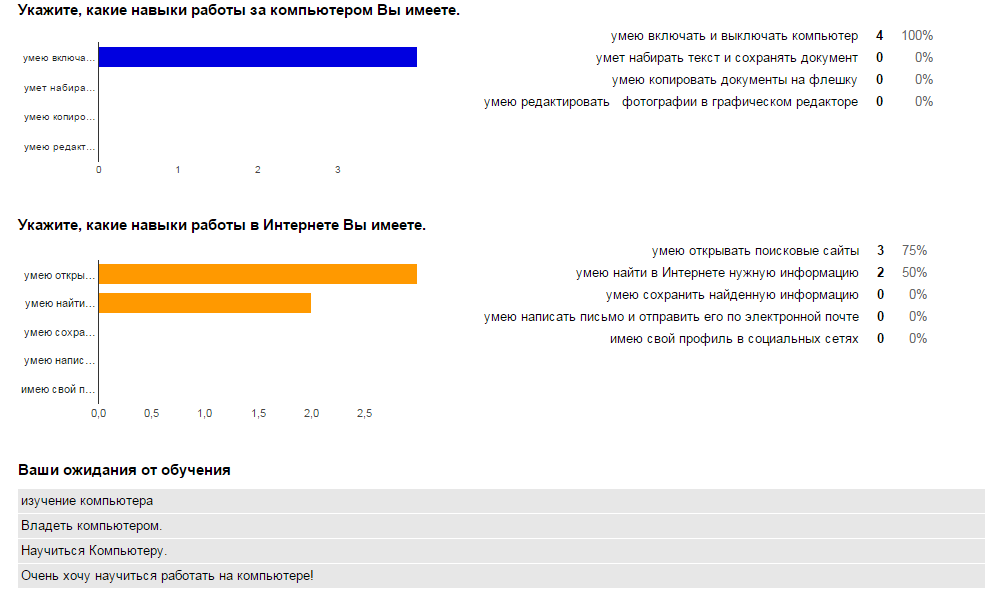 Укажите, какие навыки работы за компьютером Вы имеете.
умею включа...
умет набира...
умею копиро...
умею редакт...
0 1 2 3
умею включать и выключать компьютер 4 100%
умет набирать текст и сохранять документ 0 0%
умею копировать документы на флешку 0 0%
умею редактировать фотографии в графическом редакторе 0 0%
Укажите, какие навыки работы в Интернете Вы имеете.
умею откры...
умею найти...
умею сохра...
умею напис...
имею свой п...
0,0 0,5 1,0 1,5 2,0 2,5
умею открывать поисковые сайты 3 75%
умею найти в Интернете нужную информацию 2 50%
умею сохранить найденную информацию 0 0%
умею написать письмо и отправить его по электронной почте 0 0%
имею свой профиль в социальных сетях 0 0%
Ваши ожидания от обучения
изучение компьютера
Владеть компьютером.
Научиться Компьютеру.
Очень хочу научиться работать на компьютере!